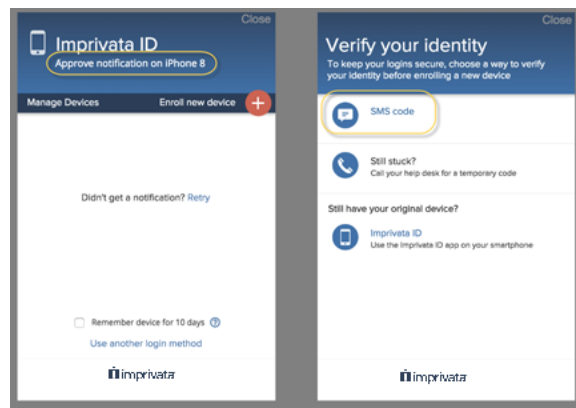 Close
Imprivata ID
Approve notification on iPhone 8
Manage Devices
Enroll new device
Didn't get a notification? Retry
Remember device for 10 days
Use another login method
imprivata
Close
Verify your identity
To keep your logins secure, choose a way to verify
your identity before enrolling a new device
SMS code
Still stuck?
Call your help desk for a temporary code
Still have your original device?
Imprivata ID
Use the Imprivata ID app on your smartphone
imprivata